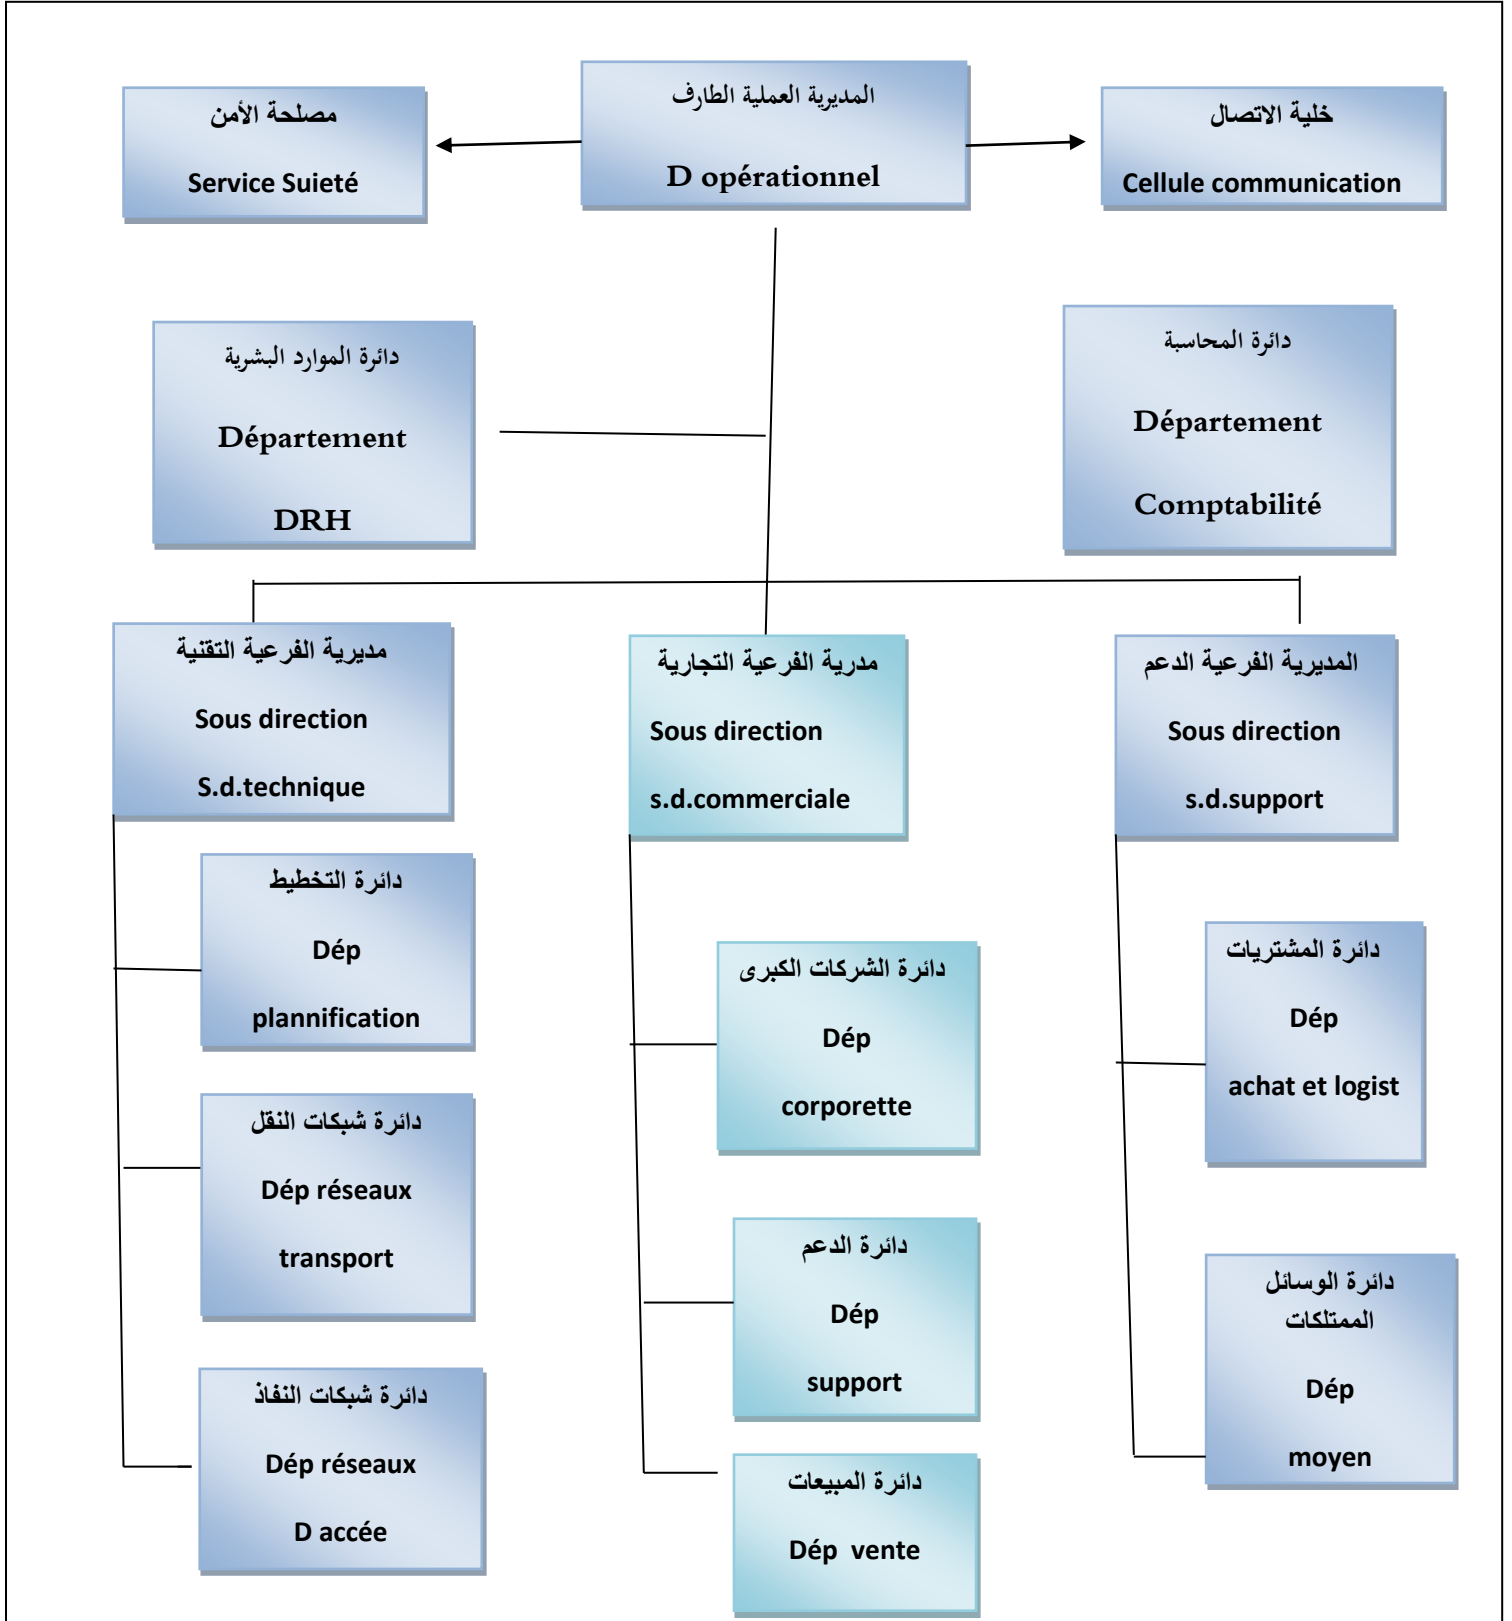 المديرية العملية الطارف
D opérationnel
مصلحة الأمن
Service Suieté
خلية الاتصال
Cellule communication
دائرة الموارد البشرية
Département
DRH
دائرة المحاسبة
Département
Comptabilité
مديرية الفرعية التقنية
Sous direction
S.d.technique
مدرية الفرعية التجارية
Sous direction
s.d.commerciale
المديرية الفرعية الدعم
Sous direction
s.d.support
دائرة التخطيط
Dép
plannification
دائرة شبكات النقل
Dép réseaux
transport
دائرة شبكات النفاذ
Dép réseaux
D accée
دائرة الشركات الكبرى
Dép
corporette
دائرة الدعم
Dép
support
دائرة المبيعات
Dép vente
دائرة المشتريات
Dép
achat et logist
دائرة الوسائل
الممتلكات
Dép
moyen